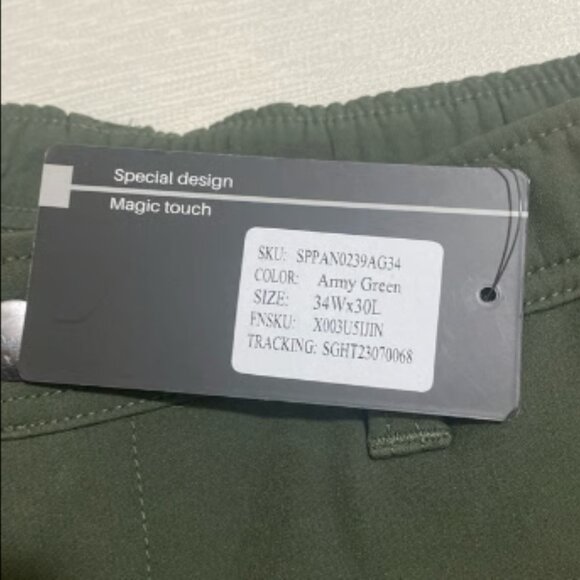 Special design
Magic touch
SKU: SPPAN0239AG34
COLOR: Army Green
SIZE: 34Wx30L
FNSKU: X003U5IJIN
TRACKING: SGHT23070068